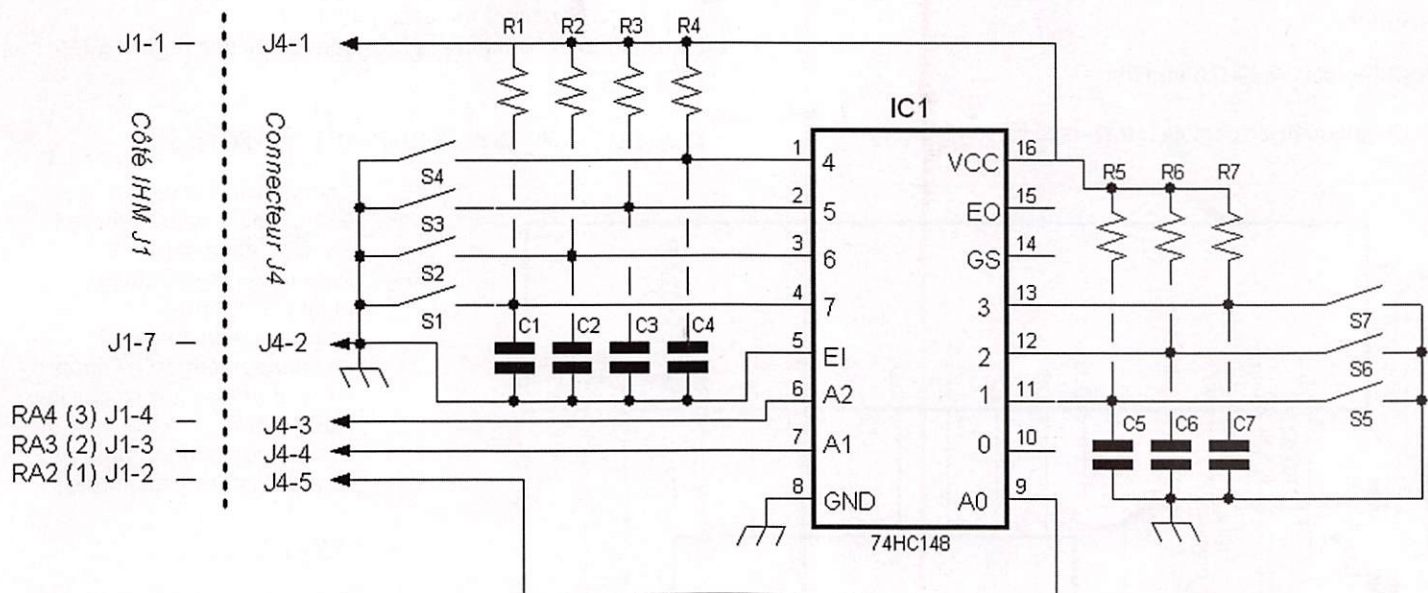 R1 R2 R3 R4
J1-1 J4-1
IC1
Côté IHM J1
Connecteur J4
1 4 VCC 16
S4
2 5 EO 15
S3
3 6 GS 14
S2
4 7 3 13
S1
R5 R6 R7
C1 C2 C3 C4
S7
J1-7 J4-2
5 EI 2 12
S6
6 A2 1 11
S5
RA4 (3) J1-4 J4-3
C5 C6 C7
7 A1 0 10
RA3 (2) J1-3 J4-4
RA2 (1) J1-2 J4-5
8 GND A0 9
74HC148